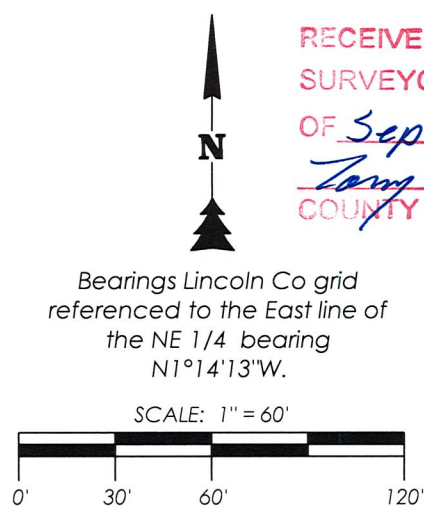 RECEIVE
SURVEYO
OF Sep
COUNTY
N
Bearings Lincoln Co grid
referenced to the East line of
the NE 1/4 bearing
N1°14'13"W.
SCALE: 1" = 60'
0' 30' 60' 120'